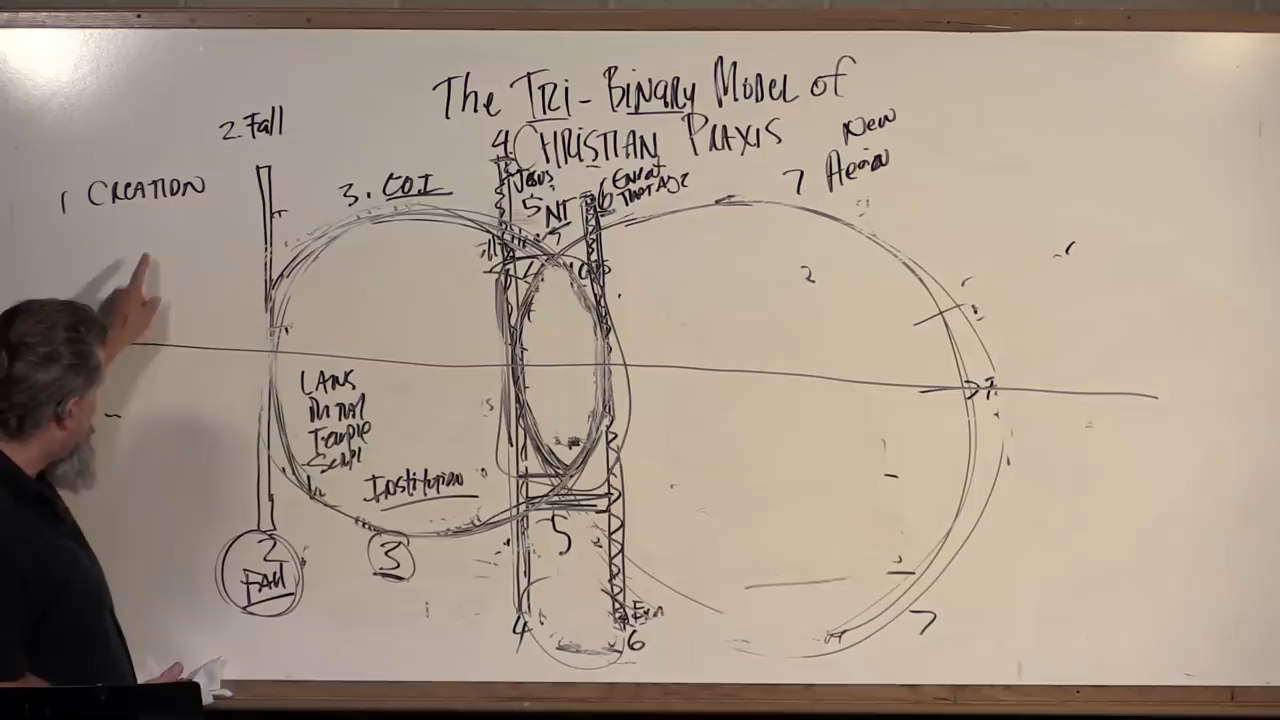 The TRI-BINARY MODEL of
CHRISTIAN PRAXIS
1 CREATION
2 Fall
3. COI
4
Jesus
5
NT
6
7
New
2
LAWS
Temple
Institution
2
FALL
3
5
4
6
7